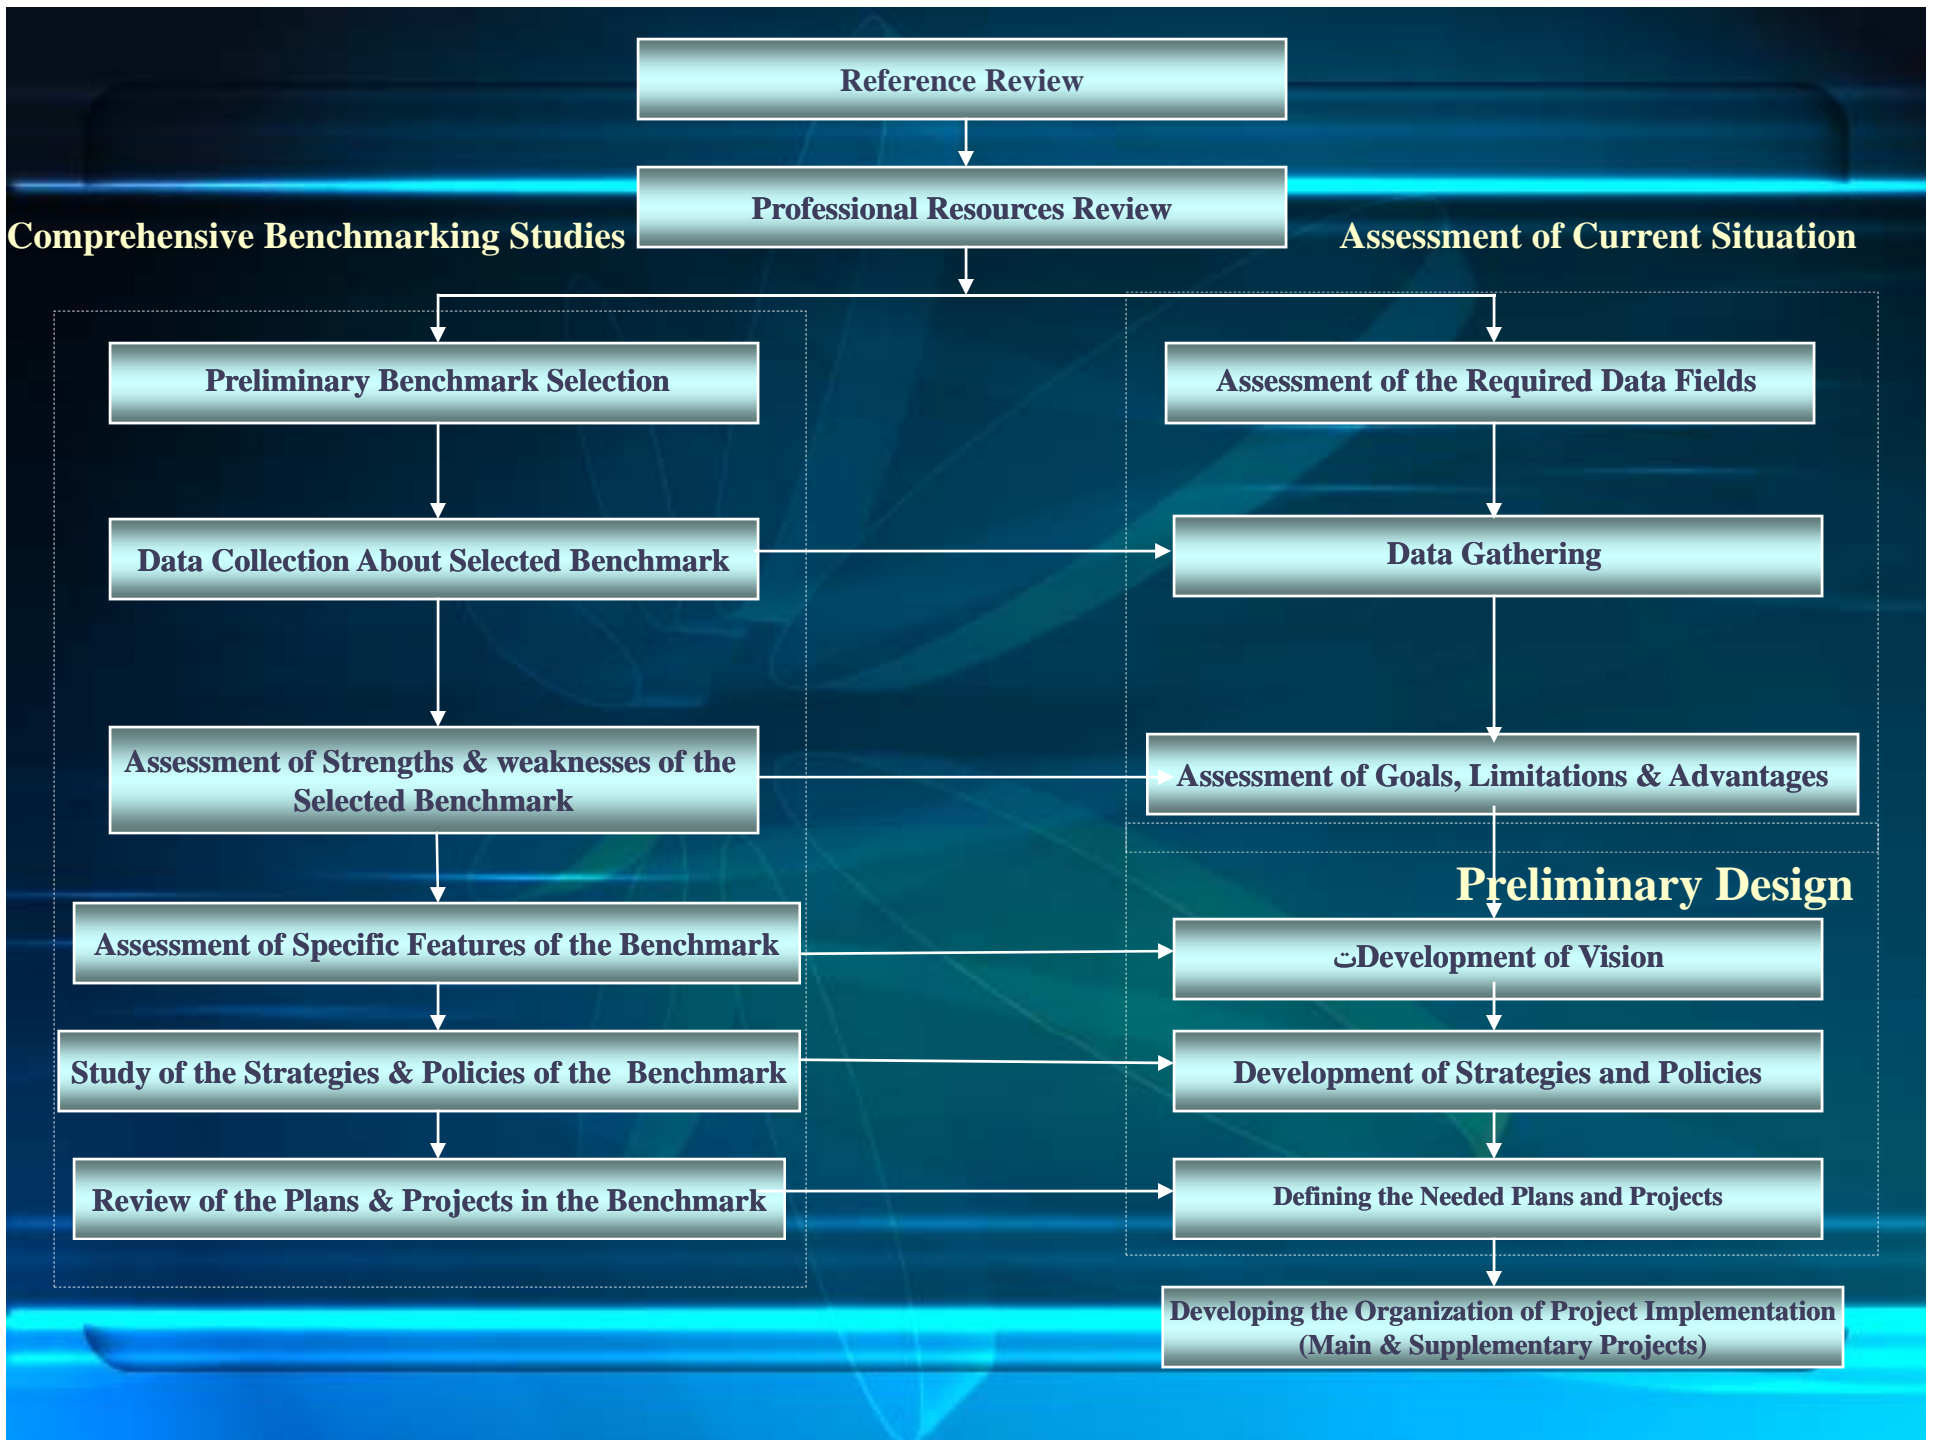 Reference Review
Professional Resources Review
Comprehensive Benchmarking Studies
Assessment of Current Situation
Preliminary Benchmark Selection
Assessment of the Required Data Fields
Data Collection About Selected Benchmark
Data Gathering
Assessment of Strengths & weaknesses of the
Selected Benchmark
Assessment of Goals, Limitations & Advantages
Preliminary Design
Assessment of Specific Features of the Benchmark
تDevelopment of Vision
Study of the Strategies & Policies of the  Benchmark
Development of Strategies and Policies
Review of the Plans & Projects in the Benchmark
Defining the Needed Plans and Projects
Developing the Organization of Project Implementation
(Main & Supplementary Projects)